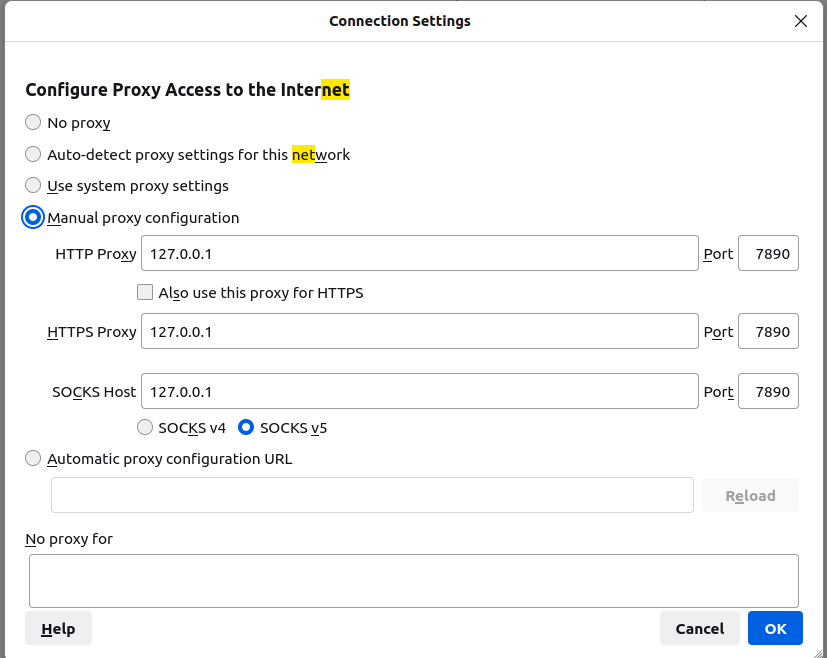 Connection Settings
Configure Proxy Access to the Internet
No proxy
Auto-detect proxy settings for this network
Use system proxy settings
Manual proxy configuration
HTTP Proxy 127.0.0.1 Port 7890
Also use this proxy for HTTPS
HTTPS Proxy 127.0.0.1 Port 7890
SOCKS Host 127.0.0.1 Port 7890
SOCKS v4 SOCKS v5
Automatic proxy configuration URL
Reload
No proxy for
Help Cancel OK